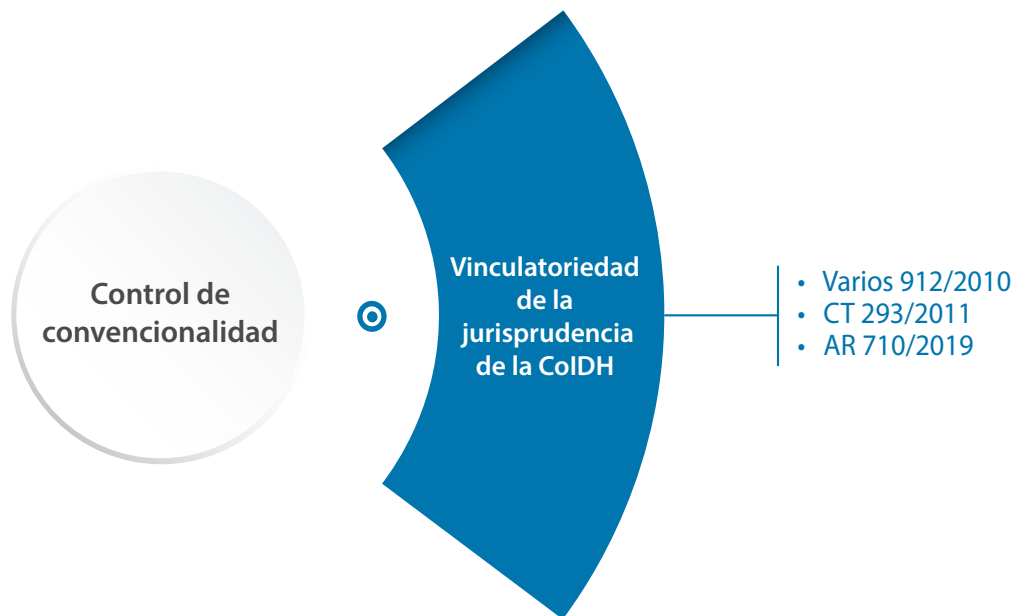 Control de
convencionalidad
Vinculatoriedad
de la
jurisprudencia
de la CoIDH
• Varios 912/2010
• CT 293/2011
• AR 710/2019